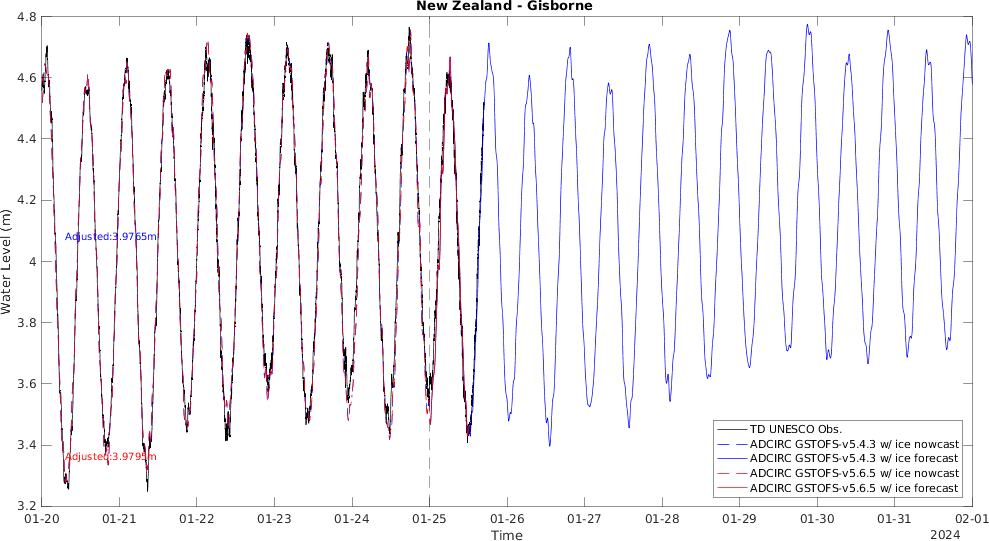 New Zealand - Gisborne
4.8
4.6
4.4
4.2
4
3.8
3.6
3.4
3.2
Water Level (m)
Adjusted:3.9765m
Adjusted:3.9795m
TD UNESCO Obs.
ADCIRC GSTOFS-v5.4.3 w/ ice nowcast
ADCIRC GSTOFS-v5.4.3 w/ ice forecast
ADCIRC GSTOFS-v5.6.5 w/ ice nowcast
ADCIRC GSTOFS-v5.6.5 w/ ice forecast
01-20 01-21 01-22 01-23 01-24 01-25 01-26 01-27 01-28 01-29 01-30 01-31 02-01
Time
2024